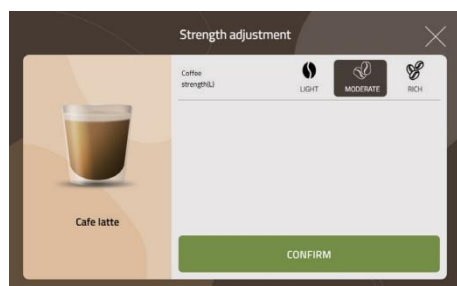 Strength adjustment
Coffee
strength(L)
LIGHT
MODERATE
RICH
Cafe latte
CONFIRM